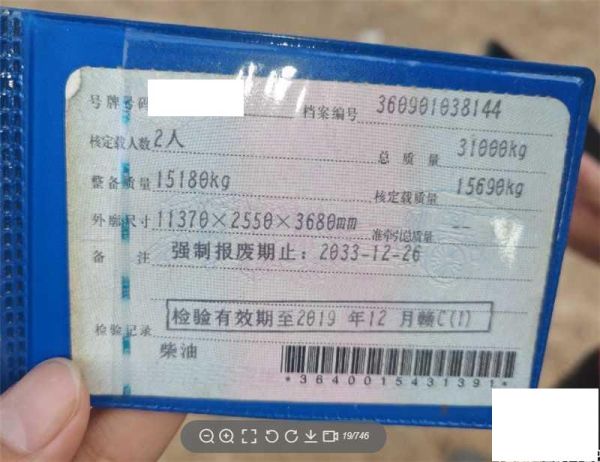 号牌号码 档案编号 360901038144
核定载人数 2人 总质量 31000kg
整备质量 15180kg 核定载质量 15690kg
外廓尺寸 11370×2550×3680mm 准牵引总质量 --
备注 强制报废期止：2033-12-26
检验记录 检验有效期至2019 年12 月赣C(1)
柴油
*3640015431391*
19/746